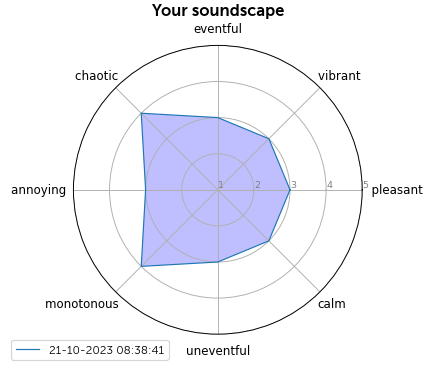 Your soundscape
eventful
chaotic
vibrant
annoying
1 2 3 4 5
pleasant
monotonous
calm
uneventful
21-10-2023 08:38:41